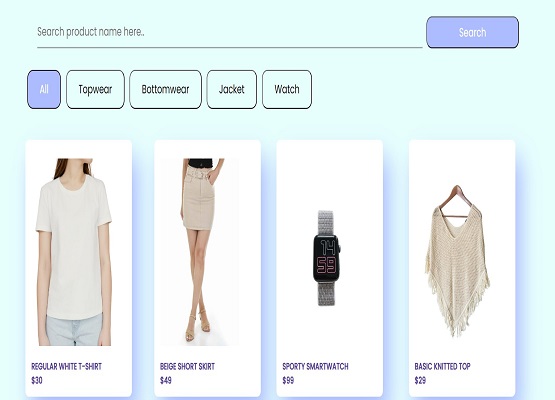 Search product name here..
Search
All
Topwear
Bottomwear
Jacket
Watch
14
59
REGULAR WHITE T-SHIRT
$30
BEIGE SHORT SKIRT
$49
SPORTY SMARTWATCH
$99
BASIC KNITTED TOP
$29